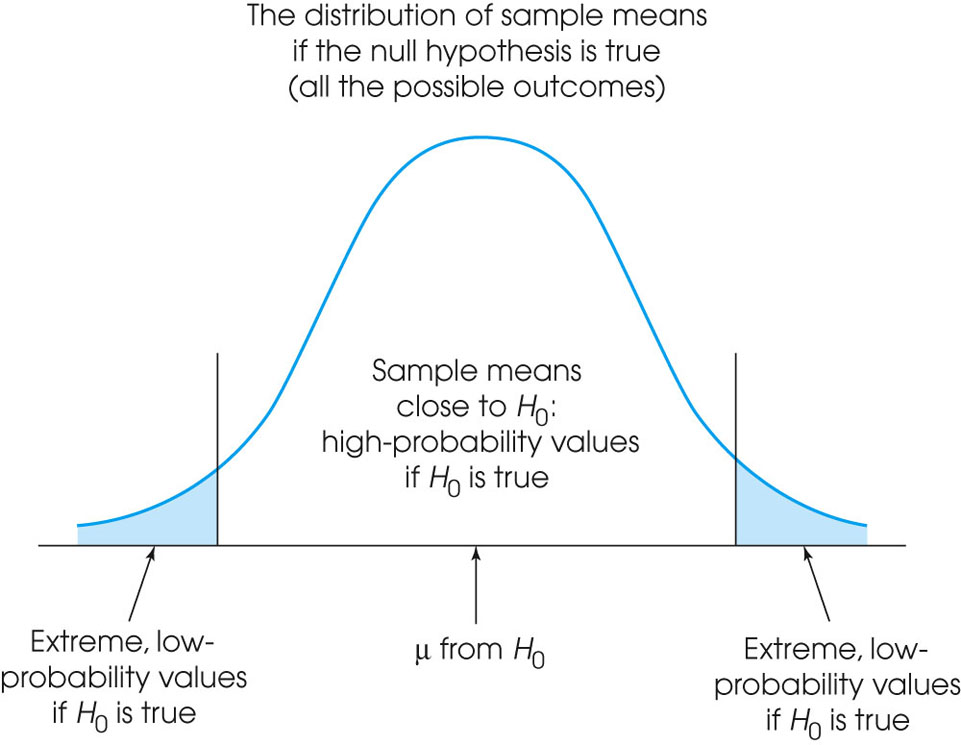 The distribution of sample means
if the null hypothesis is true
(all the possible outcomes)
Sample means
close to H₀:
high-probability values
if H₀ is true
Extreme, low-
probability values
if H₀ is true
μ from H₀
Extreme, low-
probability values
if H₀ is true